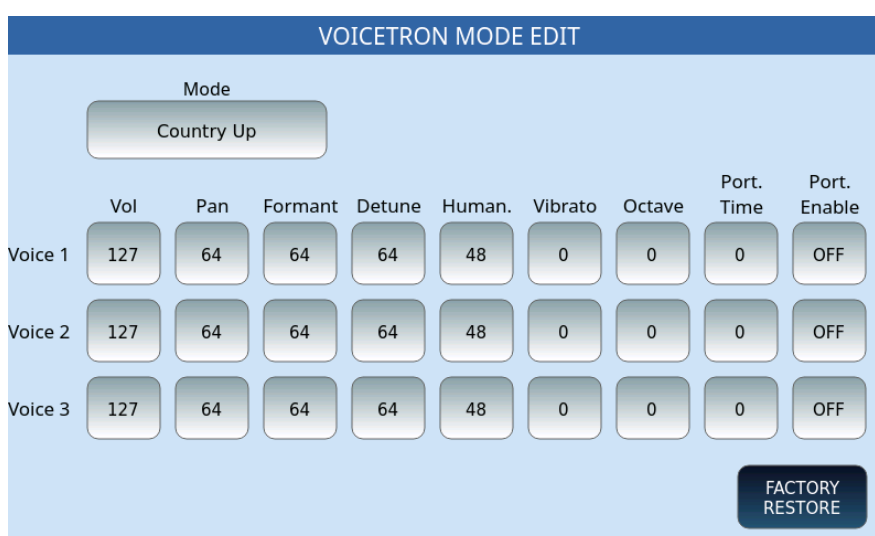 VOICETRON MODE EDIT
Mode
Country Up
Vol Pan Formant Detune Human. Vibrato Octave Port. Time Port. Enable
Voice 1 127 64 64 64 48 0 0 0 OFF
Voice 2 127 64 64 64 48 0 0 0 OFF
Voice 3 127 64 64 64 48 0 0 0 OFF
FACTORY
RESTORE